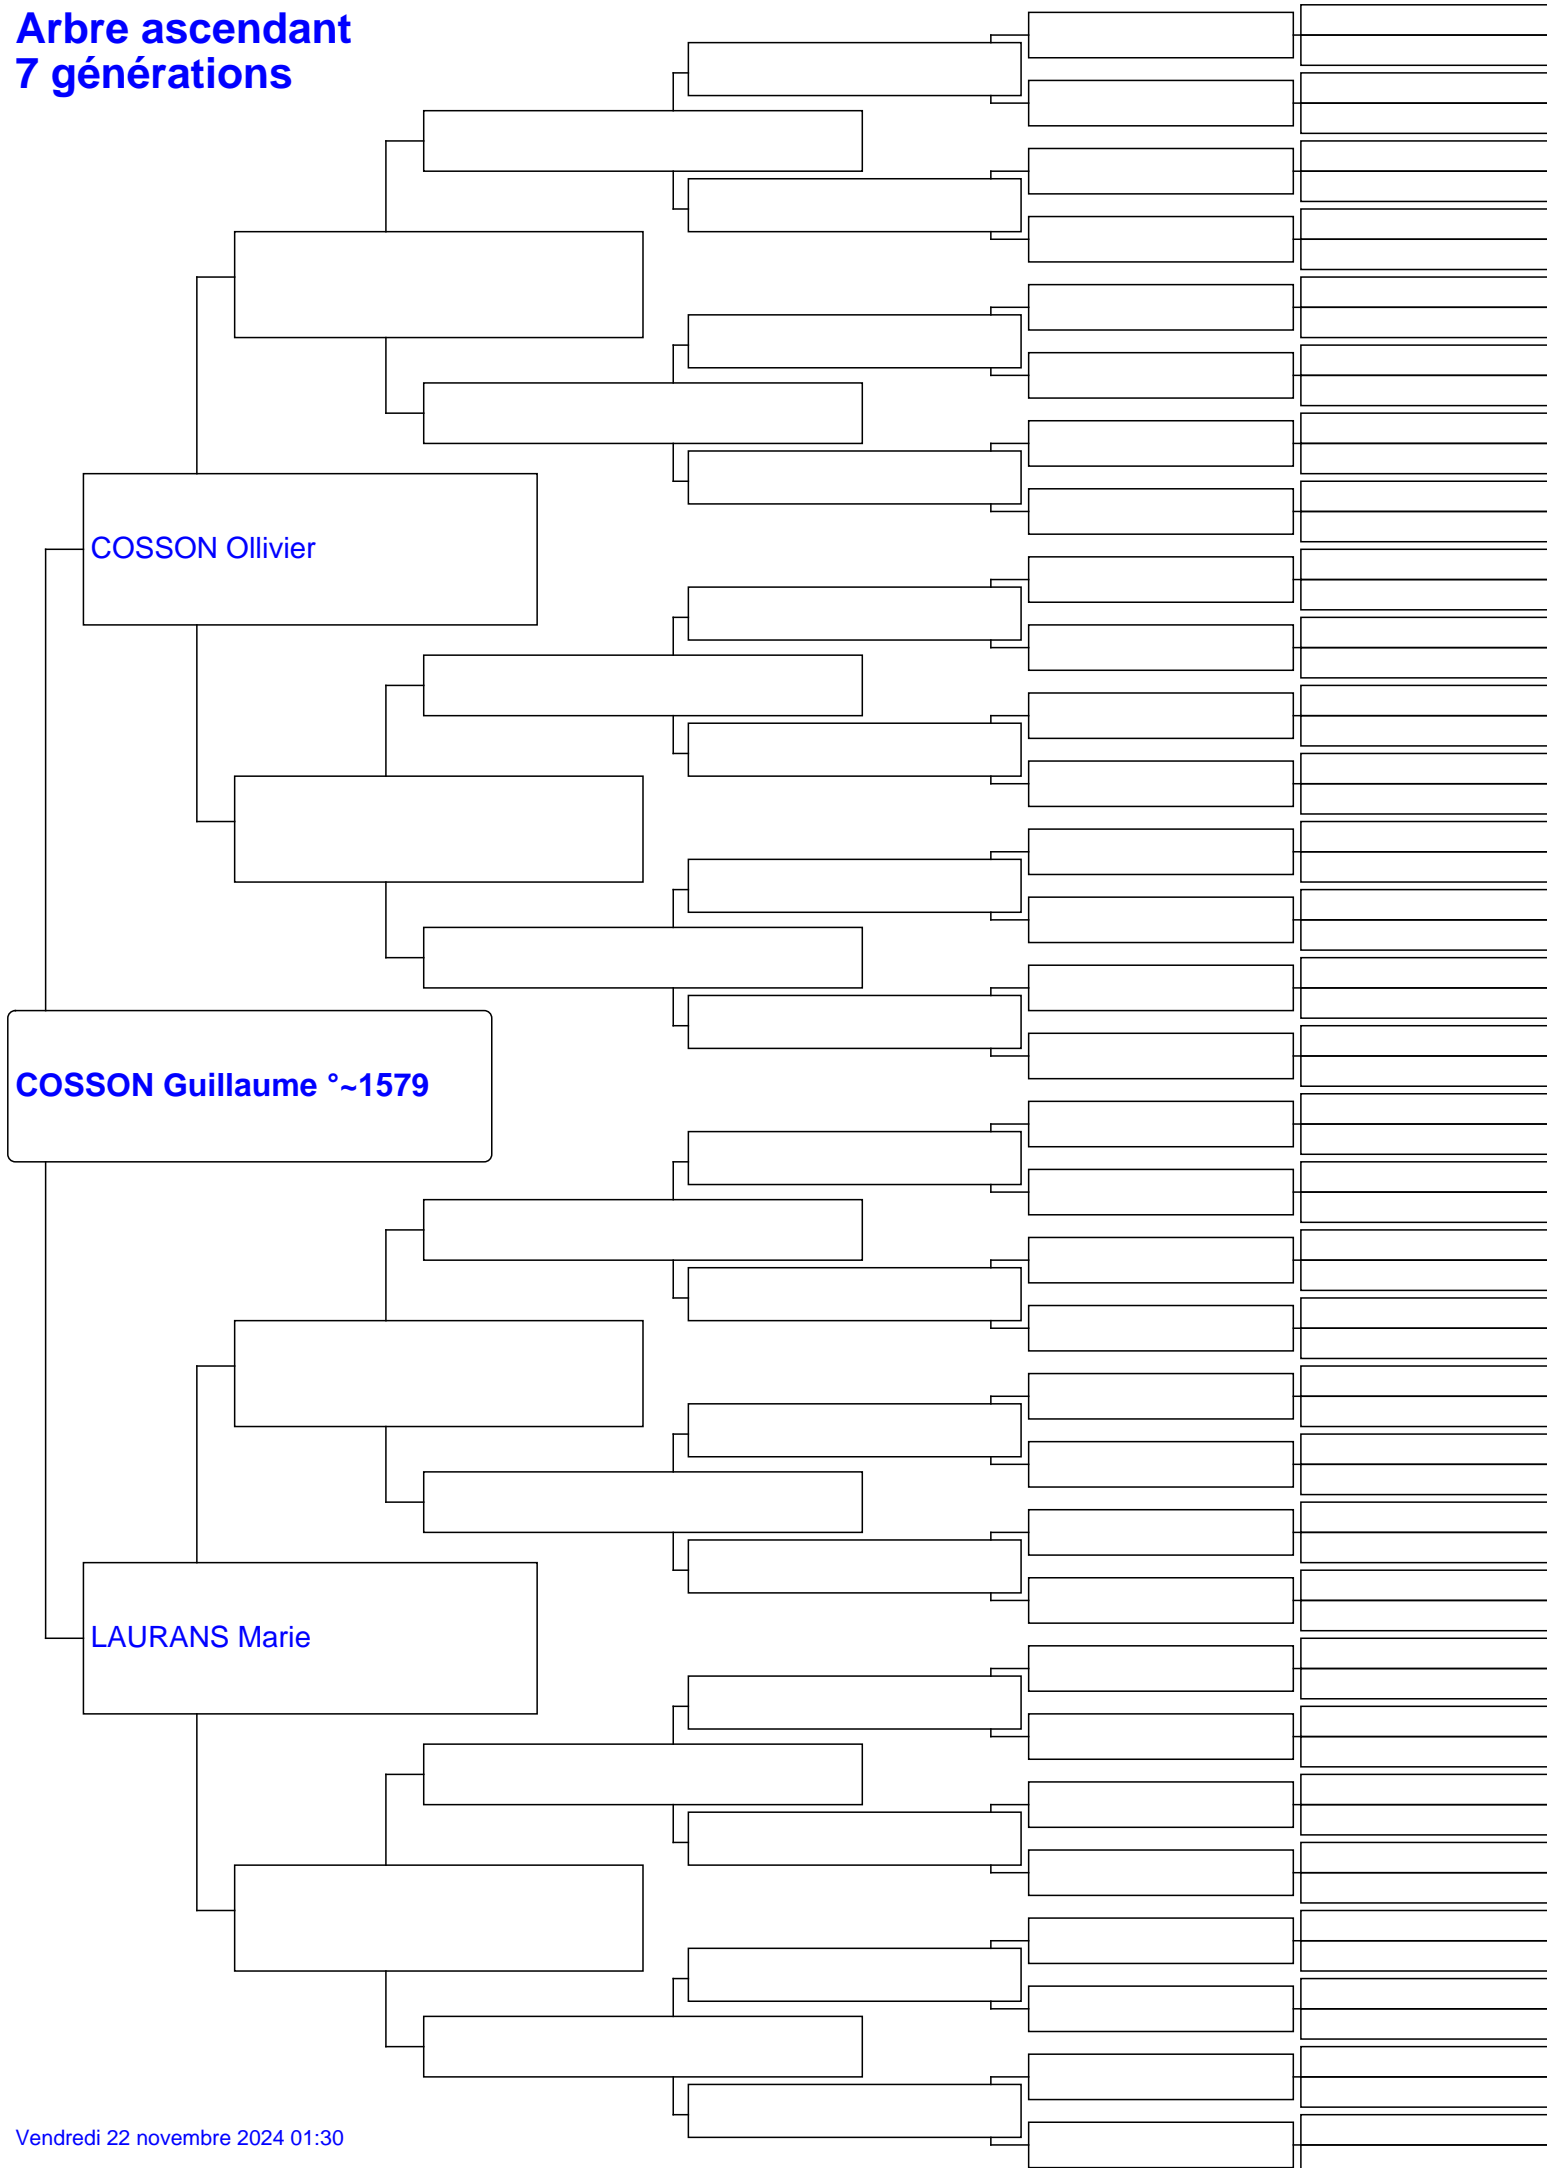 Arbre ascendant
7 générations
COSSON Ollivier
COSSON Guillaume °~1579
LAURANS Marie
Vendredi 22 novembre 2024 01:30